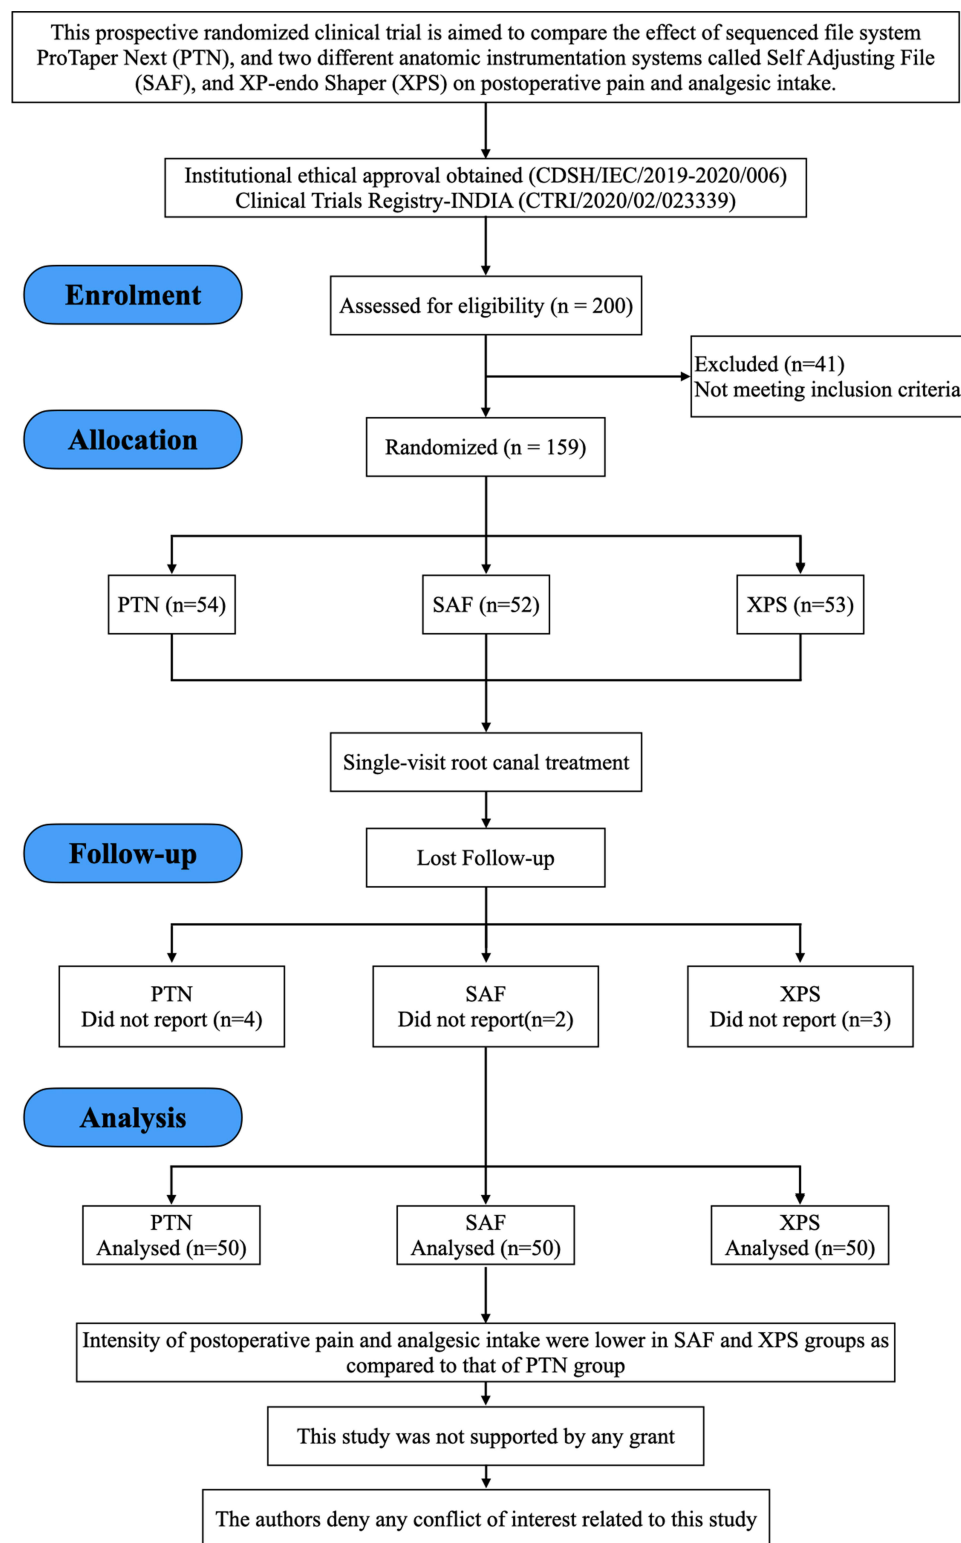 This prospective randomized clinical trial is aimed to compare the effect of sequenced file system
ProTaper Next (PTN), and two different anatomic instrumentation systems called Self Adjusting File
(SAF), and XP-endo Shaper (XPS) on postoperative pain and analgesic intake.
Institutional ethical approval obtained (CDSH/IEC/2019-2020/006)
Clinical Trials Registry-INDIA (CTRI/2020/02/023339)
Enrolment
Assessed for eligibility (n = 200)
Excluded (n=41)
Not meeting inclusion criteria
Allocation
Randomized (n = 159)
PTN (n=54)
SAF (n=52)
XPS (n=53)
Single-visit root canal treatment
Follow-up
Lost Follow-up
PTN
Did not report (n=4)
SAF
Did not report(n=2)
XPS
Did not report (n=3)
Analysis
PTN
Analysed (n=50)
SAF
Analysed (n=50)
XPS
Analysed (n=50)
Intensity of postoperative pain and analgesic intake were lower in SAF and XPS groups as
compared to that of PTN group
This study was not supported by any grant
The authors deny any conflict of interest related to this study